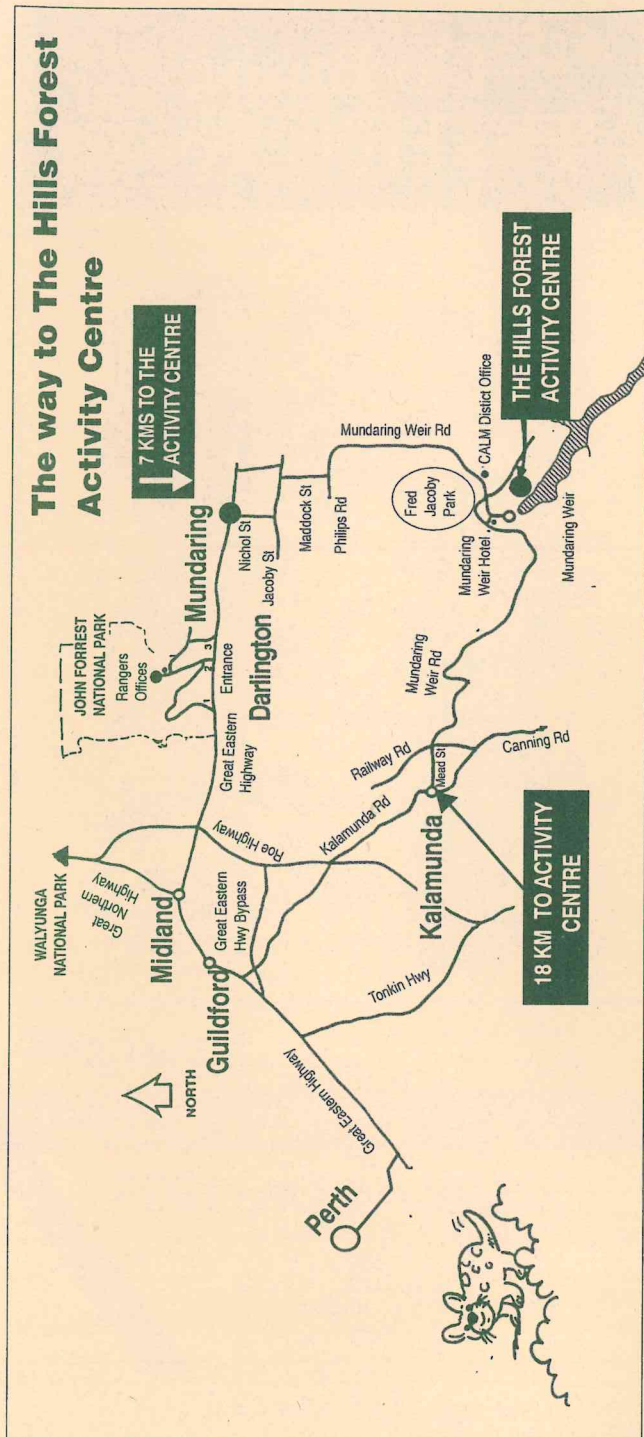 The way to The Hills Forest
Activity Centre
WALYUNGA
NATIONAL PARK
Great
Northern
Highway
JOHN FORREST
NATIONAL PARK
Rangers
Offices
1
2
3
Entrance
Mundaring
7 KMS TO THE
ACTIVITY CENTRE
NORTH
Midland
Guildford
Great Eastern
Highway
Darlington
Nichol St
Jacoby St
Maddock St
Philips Rd
Mundaring Weir Rd
Great Eastern
Hwy Bypass
Roe Highway
Kalamunda Rd
Railway Rd
Mundaring
Weir Rd
Fred
Jacoby
Park
CALM Distict Office
Mundaring
Weir Hotel
THE HILLS FOREST
ACTIVITY CENTRE
Mundaring Weir
Perth
Great Eastern Highway
Tonkin Hwy
Kalamunda
Mead St
Canning Rd
18 KM TO ACTIVITY
CENTRE